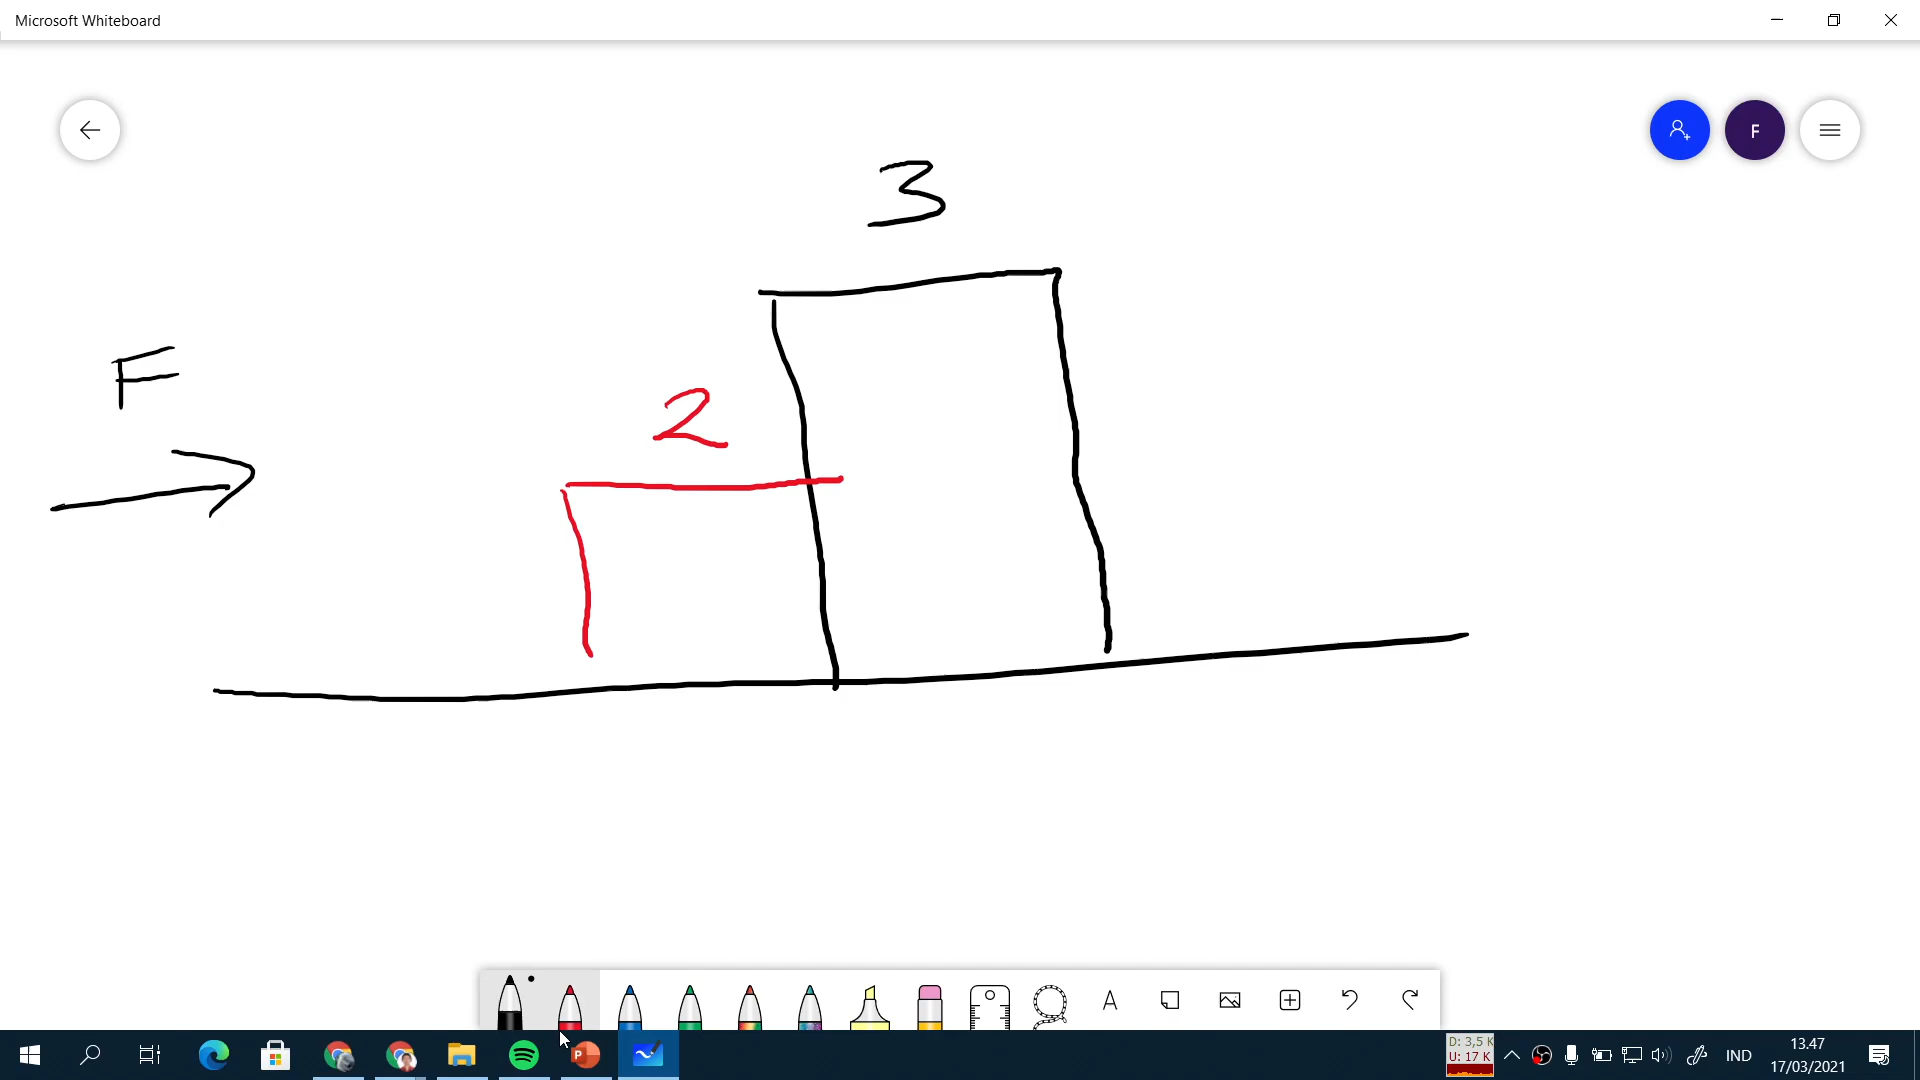 Microsoft Whiteboard
F
3
F
2
A
P
D: 3,5 K
U: 17 K
IND
13.47
17/03/2021